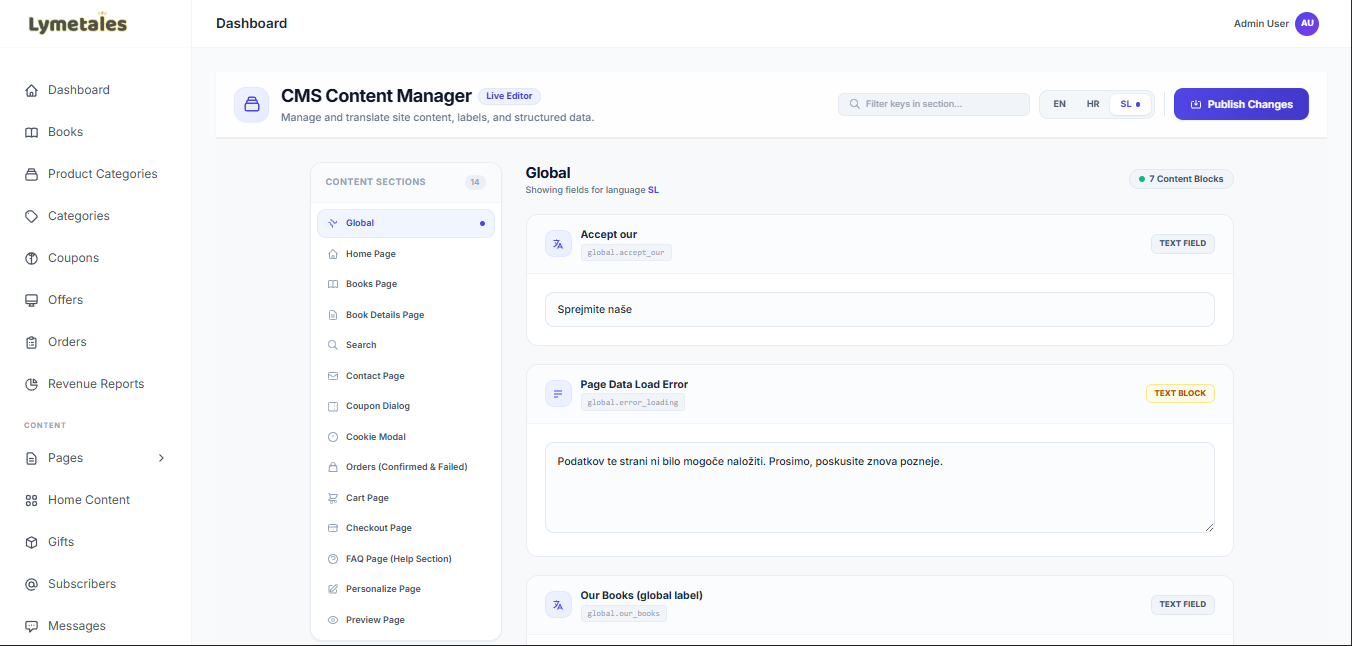 Lymetales
Dashboard
Admin User
AU
Dashboard
Books
Product Categories
Categories
Coupons
Offers
Orders
Revenue Reports
CONTENT
Pages
Home Content
Gifts
Subscribers
Messages
CMS Content Manager
Live Editor
Manage and translate site content, labels, and structured data.
Filter keys in section...
EN HR SL
Publish Changes
CONTENT SECTIONS 14
Global
Home Page
Books Page
Book Details Page
Search
Contact Page
Coupon Dialog
Cookie Modal
Orders (Confirmed & Failed)
Cart Page
Checkout Page
FAQ Page (Help Section)
Personalize Page
Preview Page
Global
Showing fields for language SL
7 Content Blocks
Accept our
global.accept_our
TEXT FIELD
Sprejmite naše
Page Data Load Error
global.error_loading
TEXT BLOCK
Podatkov te strani ni bilo mogoče naložiti. Prosimo, poskusite znova pozneje.
Our Books (global label)
global.our_books
TEXT FIELD